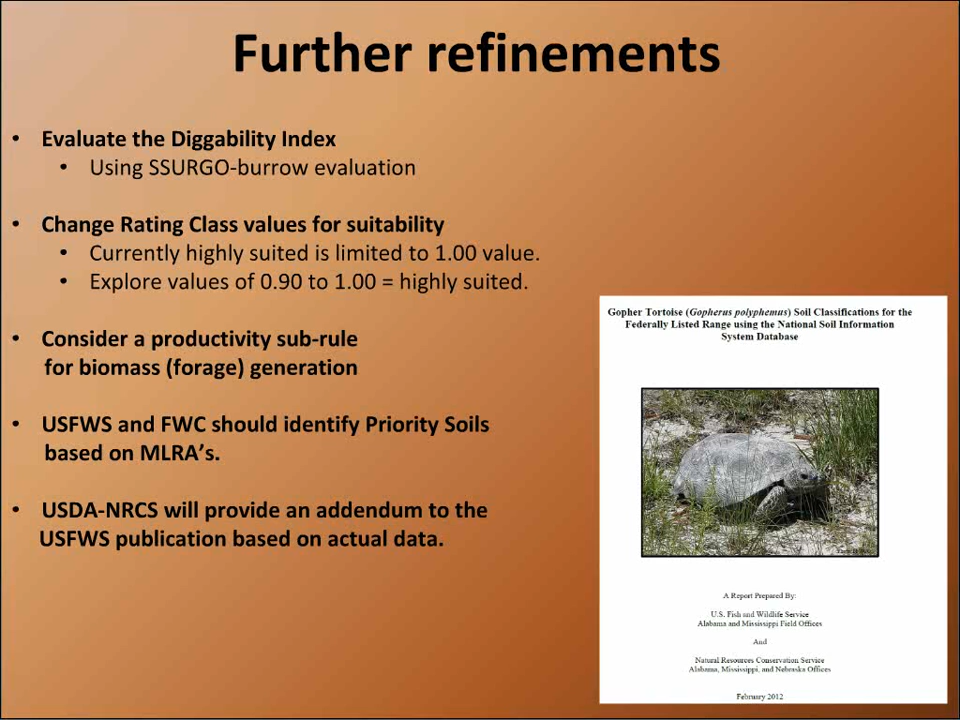 Further refinements
• Evaluate the Diggability Index
• Using SSURGO-burrow evaluation
• Change Rating Class values for suitability
• Currently highly suited is limited to 1.00 value.
• Explore values of 0.90 to 1.00 = highly suited.
• Consider a productivity sub-rule
for biomass (forage) generation
• USFWS and FWC should identify Priority Soils
based on MLRA’s.
• USDA-NRCS will provide an addendum to the
USFWS publication based on actual data.
Gopher Tortoise (Gopherus polyphemus) Soil Classifications for the
Federally Listed Range using the National Soil Information
System Database
A Report Prepared By:
U.S. Fish and Wildlife Service
Alabama and Mississippi Field Offices
And
Natural Resources Conservation Service
Alabama, Mississippi, and Nebraska Offices
February 2012